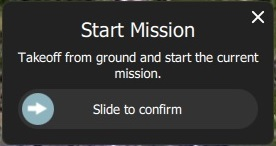 Start Mission
Takeoff from ground and start the current
mission.
Slide to confirm